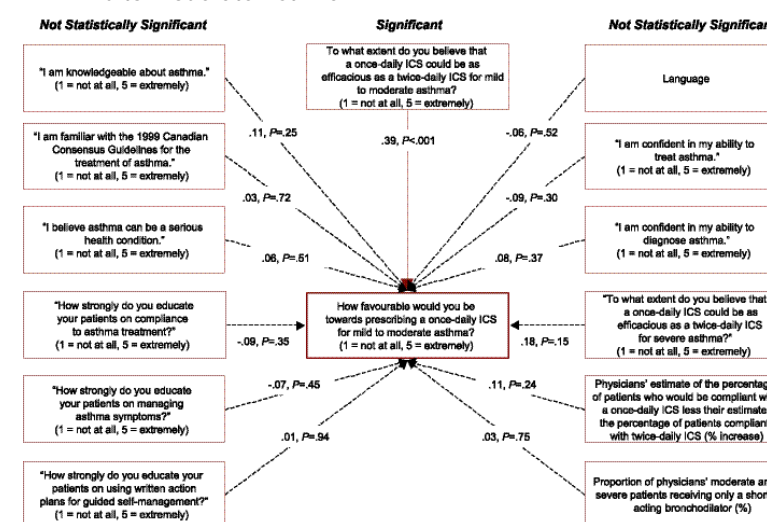 Not Statistically Significant
Significant
Not Statistically Significant
"I am knowledgeable about asthma."
(1 = not at all, 5 = extremely)
To what extent do you believe that
a once-daily ICS could be as
efficacious as a twice-daily ICS for mild
to moderate asthma?
(1 = not at all, 5 = extremely)
Language
.11, P=.25
.39, P<.001
-.06, P=.52
"I am familiar with the 1999 Canadian
Consensus Guidelines for the
treatment of asthma."
(1 = not at all, 5 = extremely)
"I am confident in my ability to
treat asthma."
(1 = not at all, 5 = extremely)
.03, P=.72
-.09, P=.30
"I believe asthma can be a serious
health condition."
(1 = not at all, 5 = extremely)
"I am confident in my ability to
diagnose asthma."
(1 = not at all, 5 = extremely)
.06, P=.51
.08, P=.37
"How strongly do you educate
your patients on compliance
to asthma treatment?"
(1 = not at all, 5 = extremely)
-.09, P=.35
How favourable would you be
towards prescribing a once-daily ICS
for mild to moderate asthma?
(1 = not at all, 5 = extremely)
.18, P=.15
"To what extent do you believe that
a once-daily ICS could be as
efficacious as a twice-daily ICS
for severe asthma?"
(1 = not at all, 5 = extremely)
"How strongly do you educate
your patients on managing
asthma symptoms?"
(1 = not at all, 5 = extremely)
-.07, P=.45
.11, P=.24
Physicians' estimate of the percentag
of patients who would be compliant w
a once-daily ICS less their estimate
the percentage of patients complian
with twice-daily ICS (% increase)
.01, P=.94
.03, P=.75
"How strongly do you educate your
patients on using written action
plans for guided self-management?"
(1 = not at all, 5 = extremely)
Proportion of physicians' moderate an
severe patients receiving only a shor
acting bronchodilator (%)